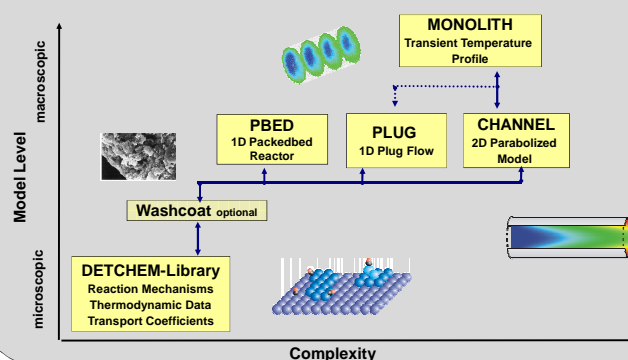 MONOLITH
Transient Temperature
Profile
PBED
1D Packedbed
Reactor
PLUG
1D Plug Flow
CHANNEL
2D Parabolized
Model
Washcoat optional
DETCHEM-Library
Reaction Mechanisms
Thermodynamic Data
Transport Coefficients
macroscopic
Model Level
microscopic
Complexity